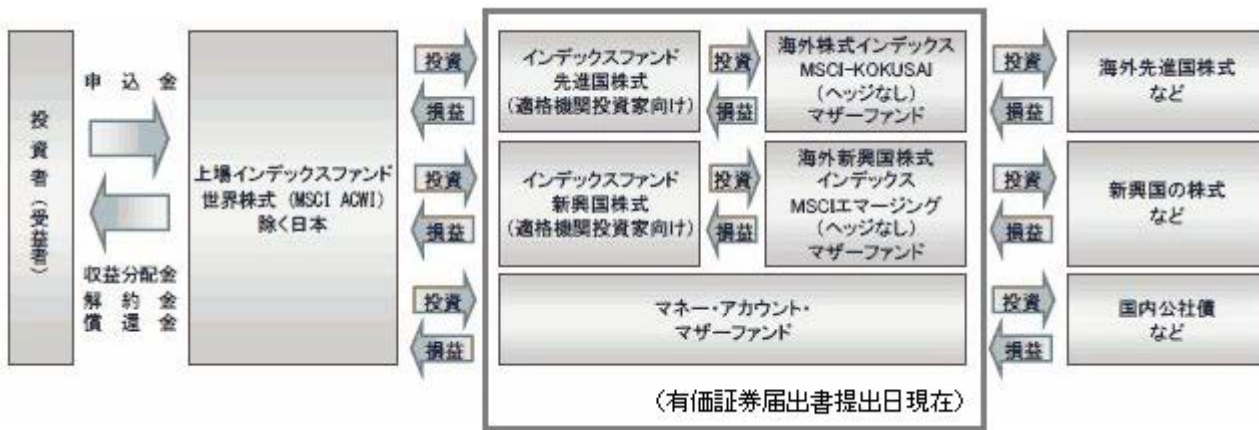 投資者(受益者)
申込金
収益分配金
解約金
償還金
上場インデックスファンド
世界株式(MSCI ACWI)
除く日本
投資
損益
投資
損益
投資
損益
インデックスファンド
先進国株式
(適格機関投資家向け)
投資
損益
海外株式インデックス
MSCI-KOKUSAI
(ヘッジなし)
マザーファンド
インデックスファンド
新興国株式
(適格機関投資家向け)
投資
損益
海外新興国株式
インデックス
MSCIエマージング
(ヘッジなし)
マザーファンド
マネー・アカウント・
マザーファンド
(有価証券届出書提出日現在)
投資
損益
海外先進国株式
など
投資
損益
新興国の株式
など
投資
損益
国内公社債
など